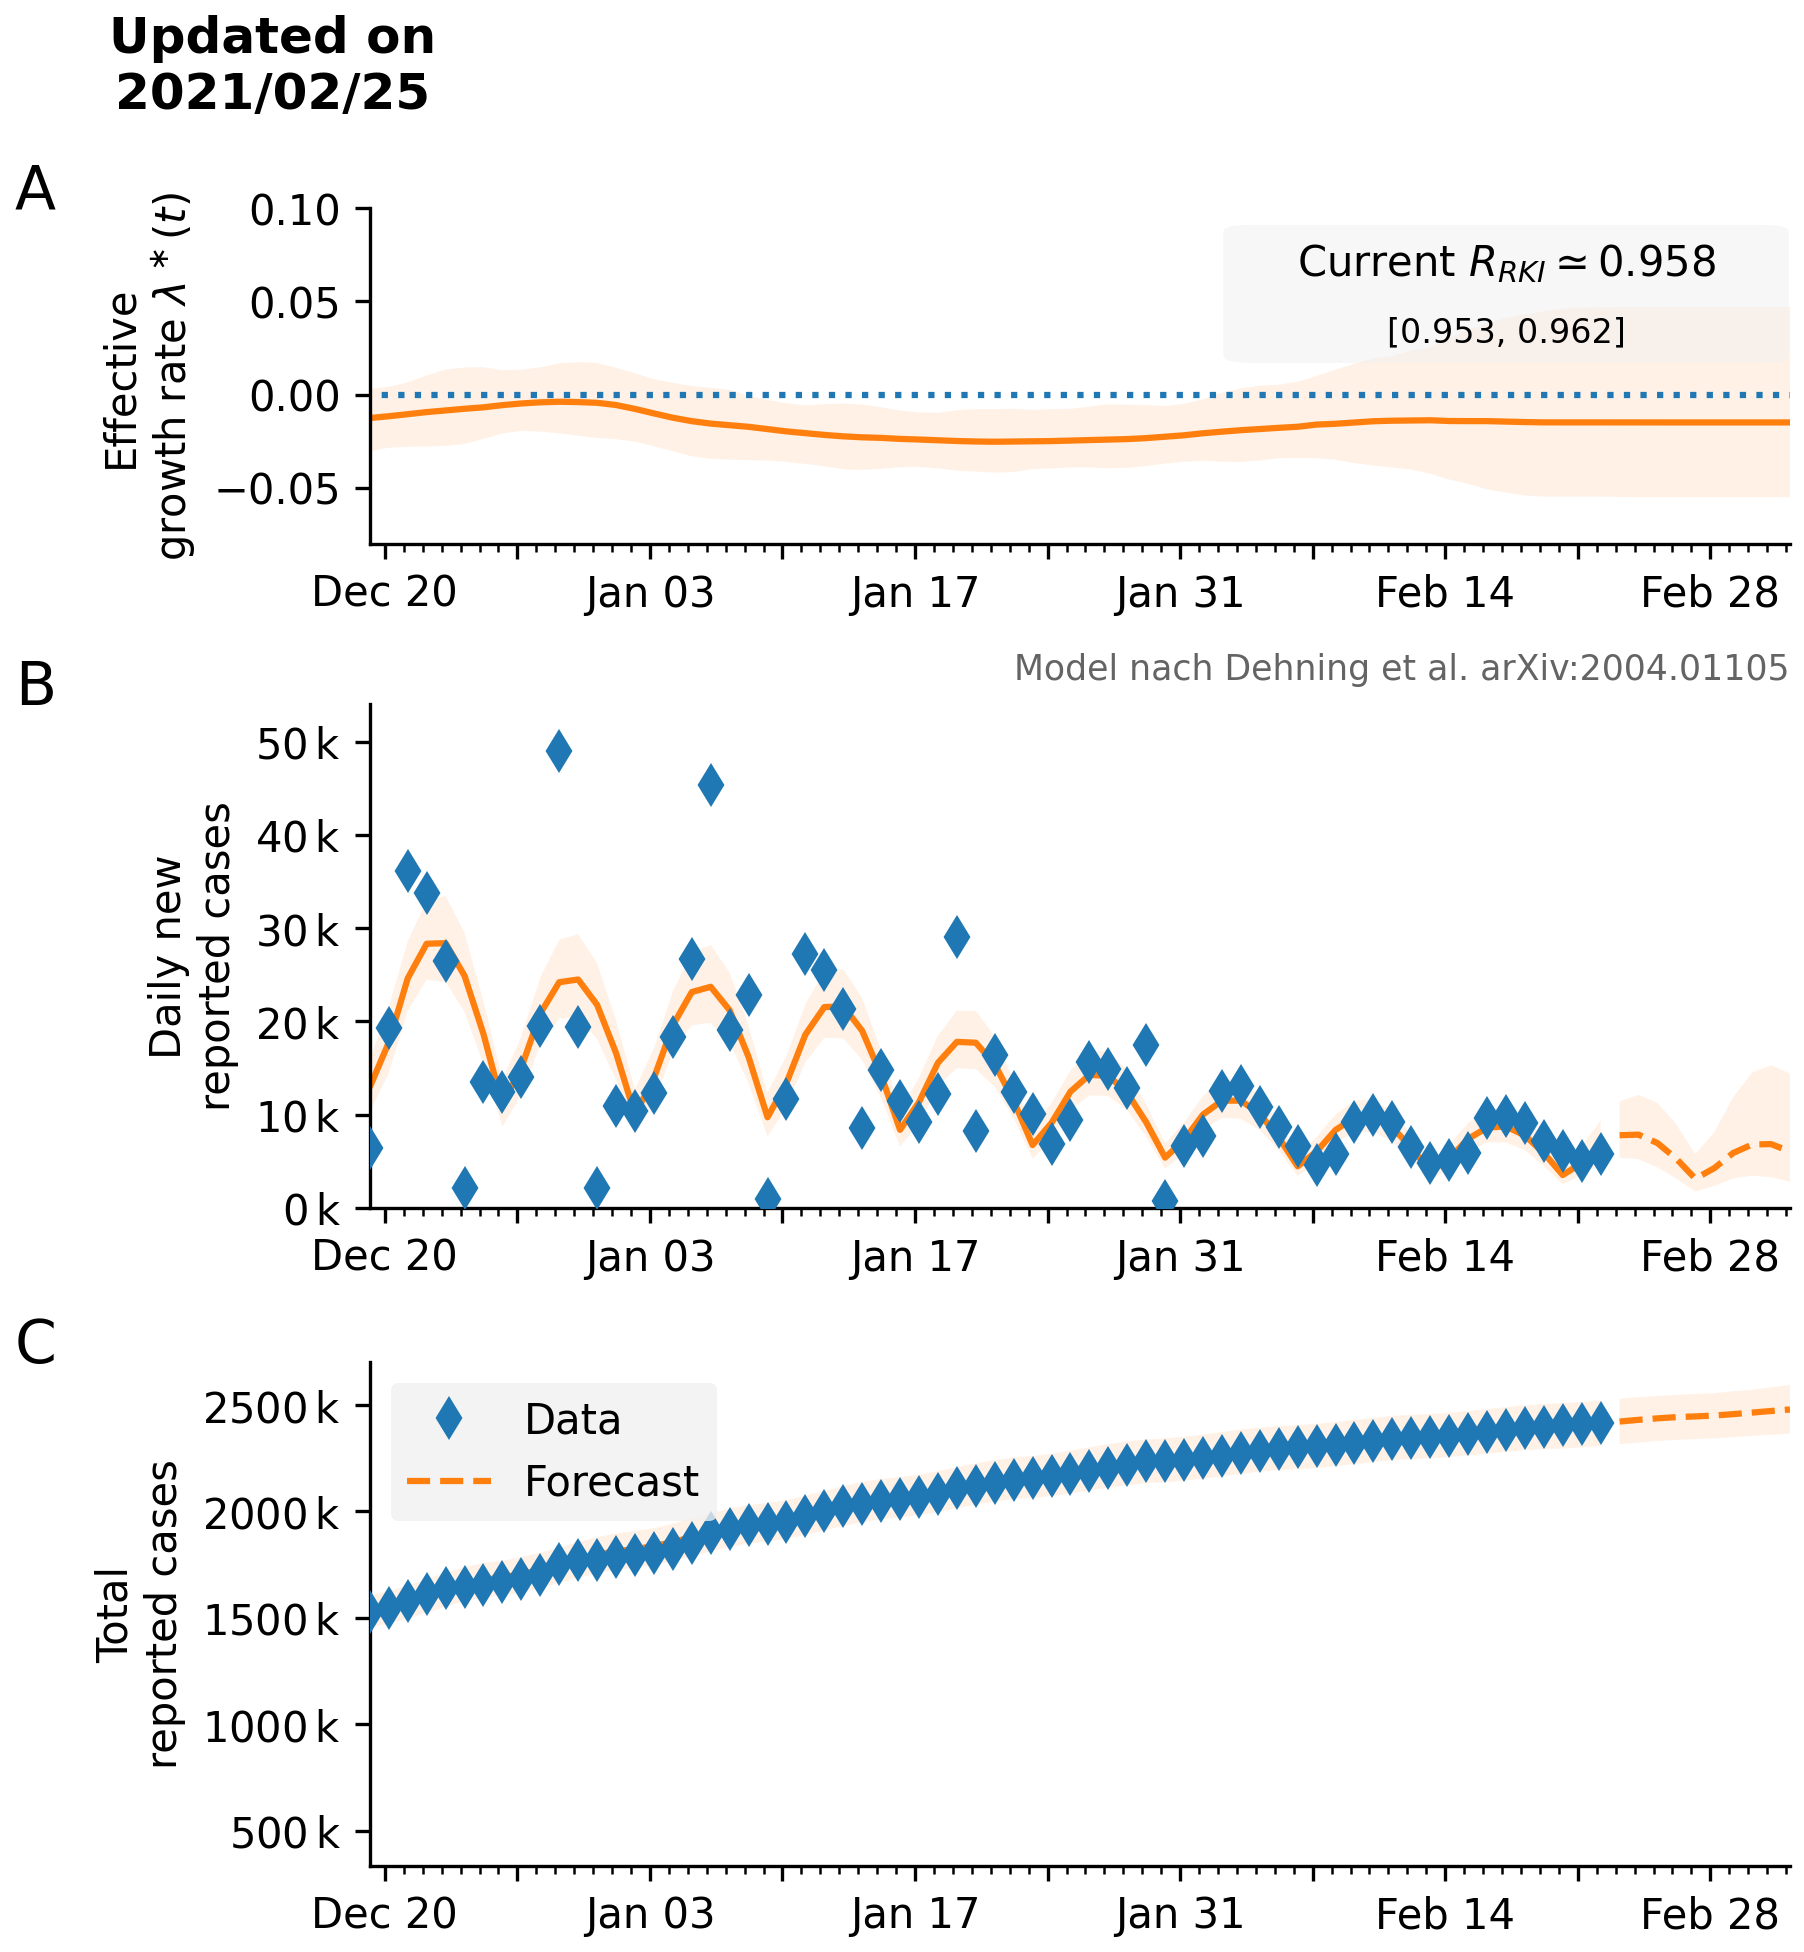 Updated on
2021/02/25
A
Effective
growth rate λ * (t)
0.10
0.05
0.00
−0.05
Current R_RKI ≃ 0.958
[0.953, 0.962]
Dec 20 Jan 03 Jan 17 Jan 31 Feb 14 Feb 28
Model nach Dehning et al. arXiv:2004.01105
B
Daily new
reported cases
50 k
40 k
30 k
20 k
10 k
0 k
Dec 20 Jan 03 Jan 17 Jan 31 Feb 14 Feb 28
C
Total
reported cases
2500 k
2000 k
1500 k
1000 k
500 k
Data
Forecast
Dec 20 Jan 03 Jan 17 Jan 31 Feb 14 Feb 28